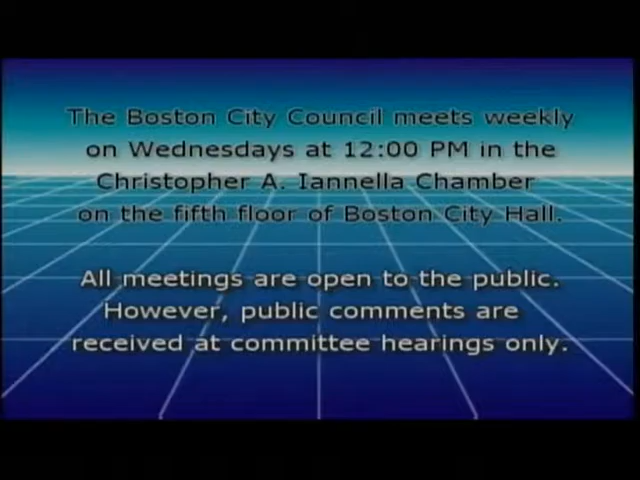 The Boston City Council meets weekly
on Wednesdays at 12:00 PM in the
Christopher A. Iannella Chamber
on the fifth floor of Boston City Hall.
All meetings are open to the public.
However, public comments are
received at committee hearings only.